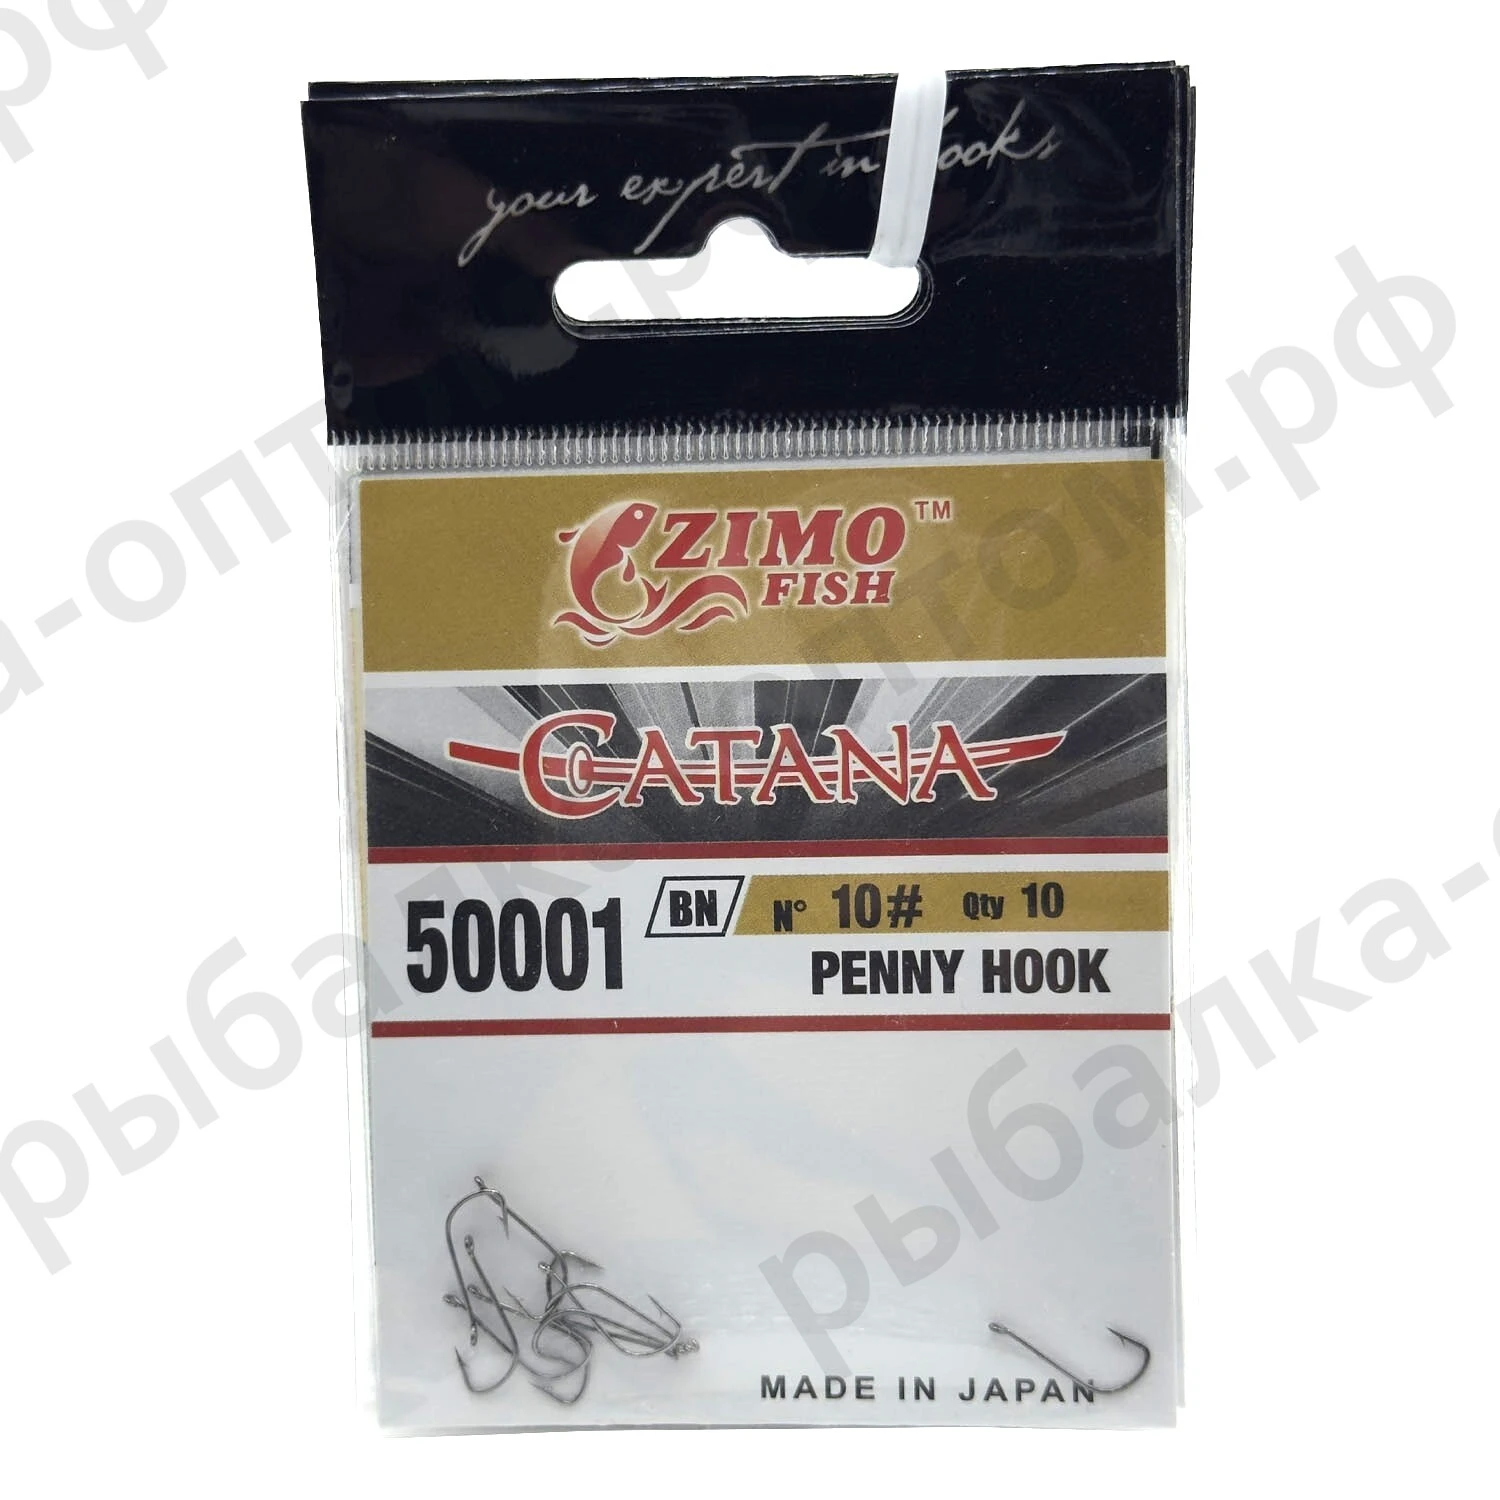 your expert in hooks
ZIMO™
FISH
CATANA
50001
BN
N° 10# Qty 10
PENNY HOOK
MADE IN JAPAN
рыбалка-оптом.рф
рыбалка-оптом.рф